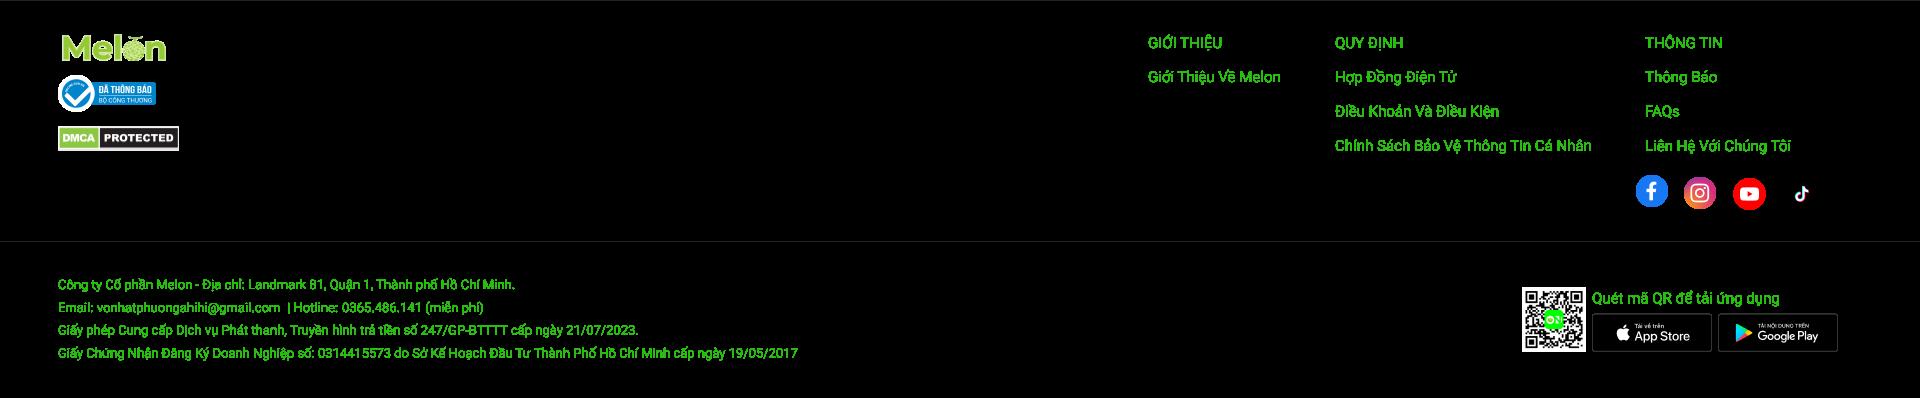 Melon
ĐÃ THÔNG BÁO
BỘ CÔNG THƯƠNG
DMCA PROTECTED
GIỚI THIỆU
Giới Thiệu Về Melon
QUY ĐỊNH
Hợp Đồng Điện Tử
Điều Khoản Và Điều Kiện
Chính Sách Bảo Vệ Thông Tin Cá Nhân
THÔNG TIN
Thông Báo
FAQs
Liên Hệ Với Chúng Tôi
Công ty Cổ phần Melon - Địa chỉ: Landmark 81, Quận 1, Thành phố Hồ Chí Minh.
Email: vonhatphuongahihi@gmail.com | Hotline: 0365.486.141 (miễn phí)
Giấy phép Cung cấp Dịch vụ Phát thanh, Truyền hình trả tiền số 247/GP-BTTTT cấp ngày 21/07/2023.
Giấy Chứng Nhận Đăng Ký Doanh Nghiệp số: 0314415573 do Sở Kế Hoạch Đầu Tư Thành Phố Hồ Chí Minh cấp ngày 19/05/2017
Quét mã QR để tải ứng dụng
Tải về trên
App Store
TẢI NỘI DUNG TRÊN
Google Play